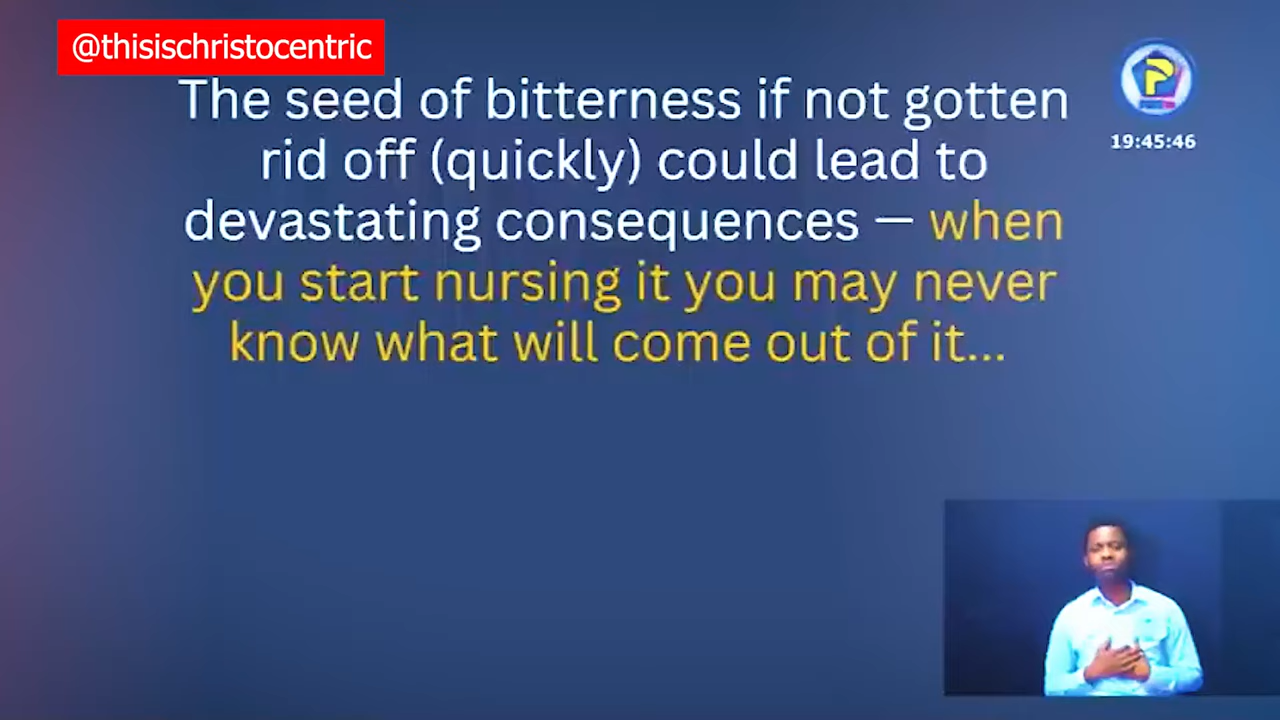 @thisischristocentric
The seed of bitterness if not gotten
rid off (quickly) could lead to
devastating consequences — when
you start nursing it you may never
know what will come out of it...
P
19:45:46